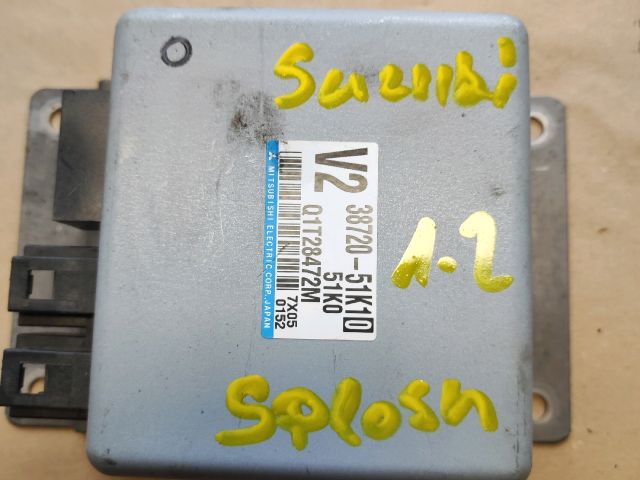 Suzuki
V2 38720-51K10
51K0
Q1T28472M
7X05
0152
MITSUBISHI ELECTRIC CORP., JAPAN
1.2
Splash